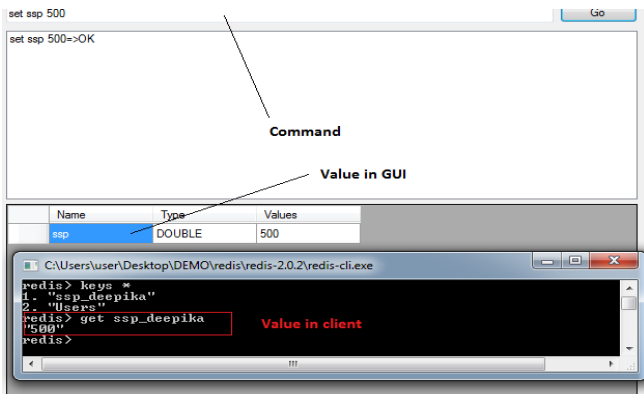 set ssp 500
Go
set ssp 500=>OK
Command
Value in GUI
Name Type Values
ssp DOUBLE 500
C:\Users\user\Desktop\DEMO\redis\redis-2.0.2\redis-cli.exe
redis> keys *
1. "ssp_deepika"
2. "Users"
redis> get ssp_deepika
"500"
Value in client
redis>